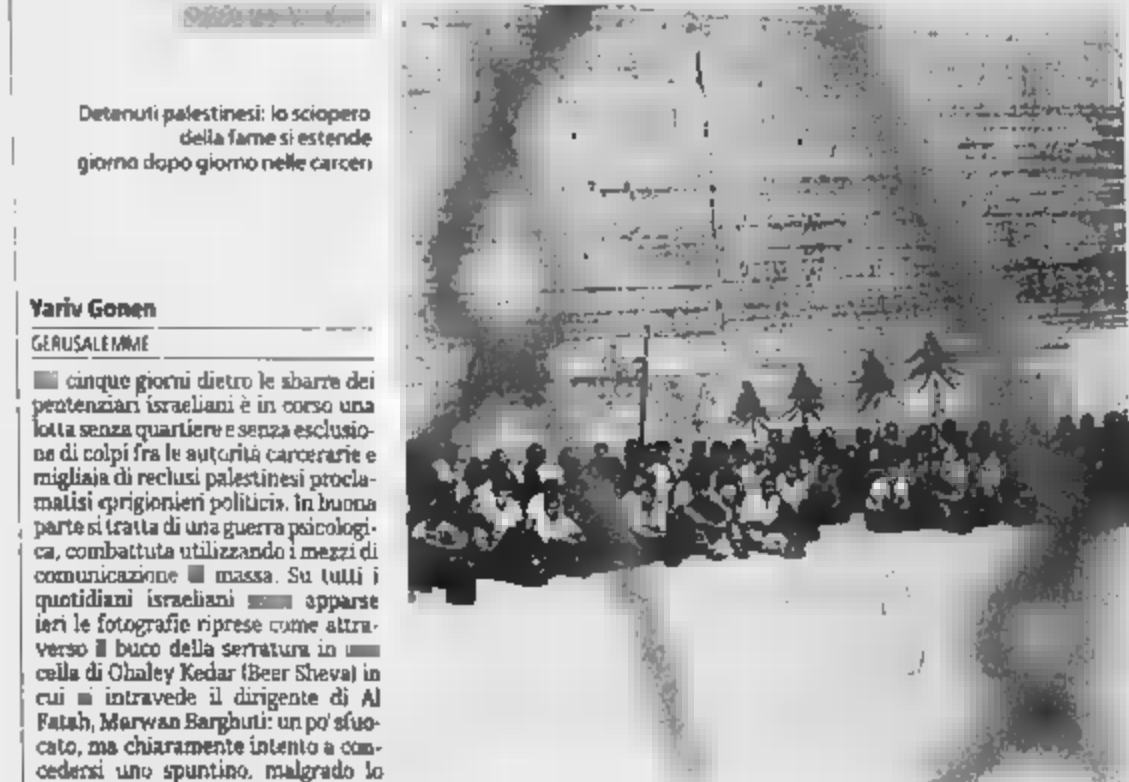 Detenuti palestinesi: lo sciopero
della fame si estende
giorno dopo giorno nelle carceri
Yariv Gonen
GERUSALEMME
cinque giorni dietro le sbarre dei
pentenziari israeliani è in corso una
lotta senza quartiere e senza esclusio-
ne di colpi fra le autorità carcerarie e
migliaja di reclusi palestinesi procla-
matisi «prigionieri politici». In buona
parte si tratta di una guerra psicologi-
ca, combattuta utilizzando i mezzi di
comunicazione massa. Su tutti i
quotidiani israeliani apparse
ieri le fotografie riprese come attra-
verso il buco della serratura in
cella di Ohaley Kedar (Beer Sheva) in
cui si intravede il dirigente di Al
Fatah, Marwan Barghuti: un po' sfuo-
cato, ma chiaramente intento a con-
cedersi uno spuntino, malgrado lo